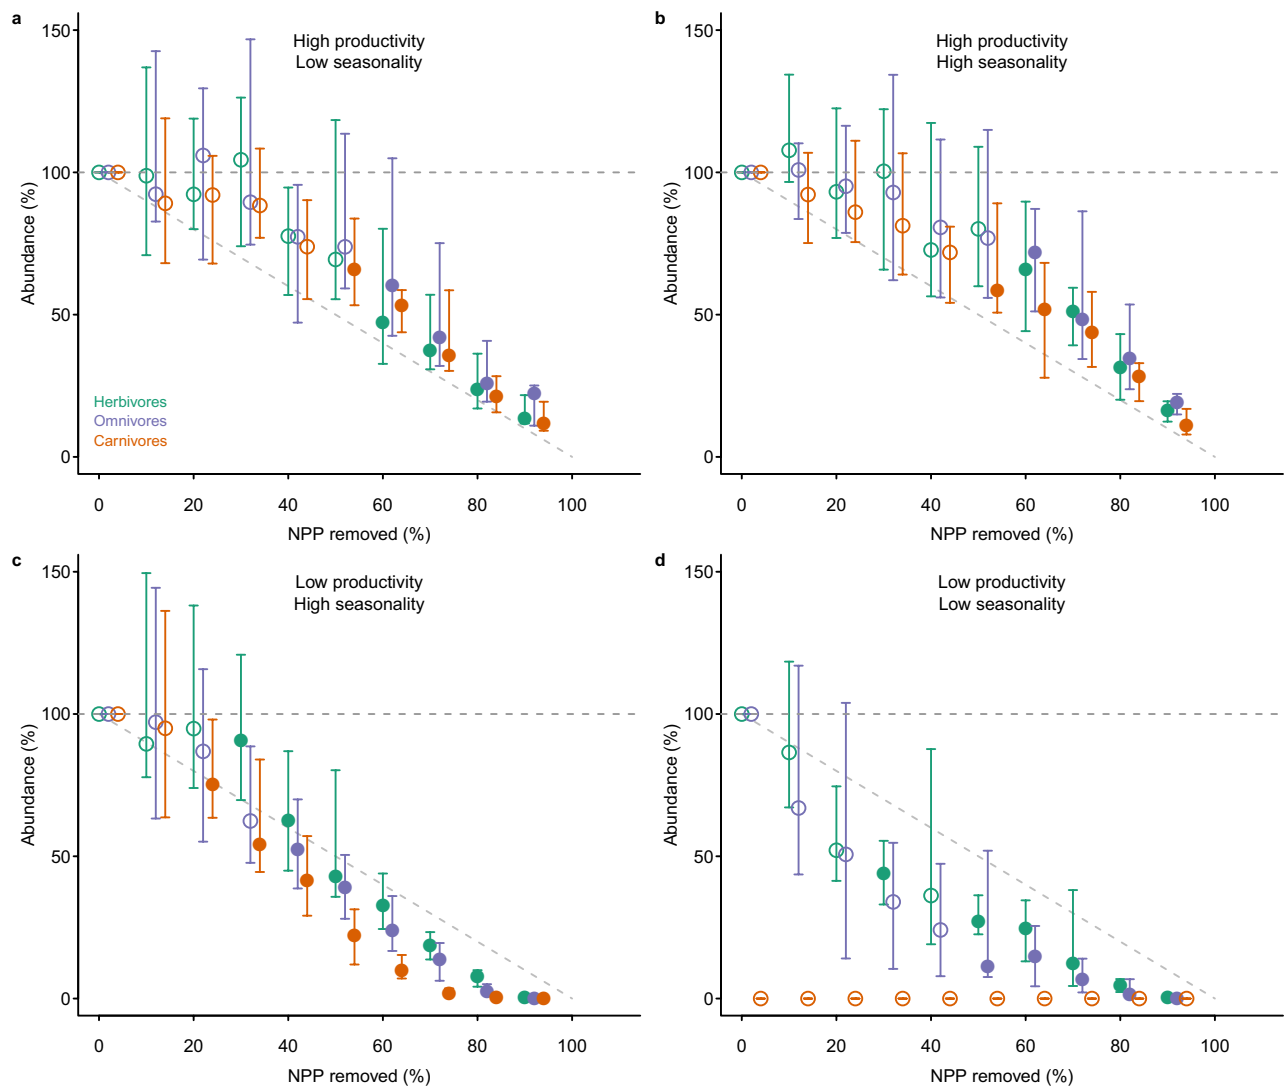 a
High productivity
Low seasonality
150
100
50
0
Abundance (%)
Herbivores
Omnivores
Carnivores
0 20 40 60 80 100
NPP removed (%)
b
High productivity
High seasonality
150
100
50
0
Abundance (%)
0 20 40 60 80 100
NPP removed (%)
c
Low productivity
High seasonality
150
100
50
0
Abundance (%)
0 20 40 60 80 100
NPP removed (%)
d
Low productivity
Low seasonality
150
100
50
0
Abundance (%)
0 20 40 60 80 100
NPP removed (%)